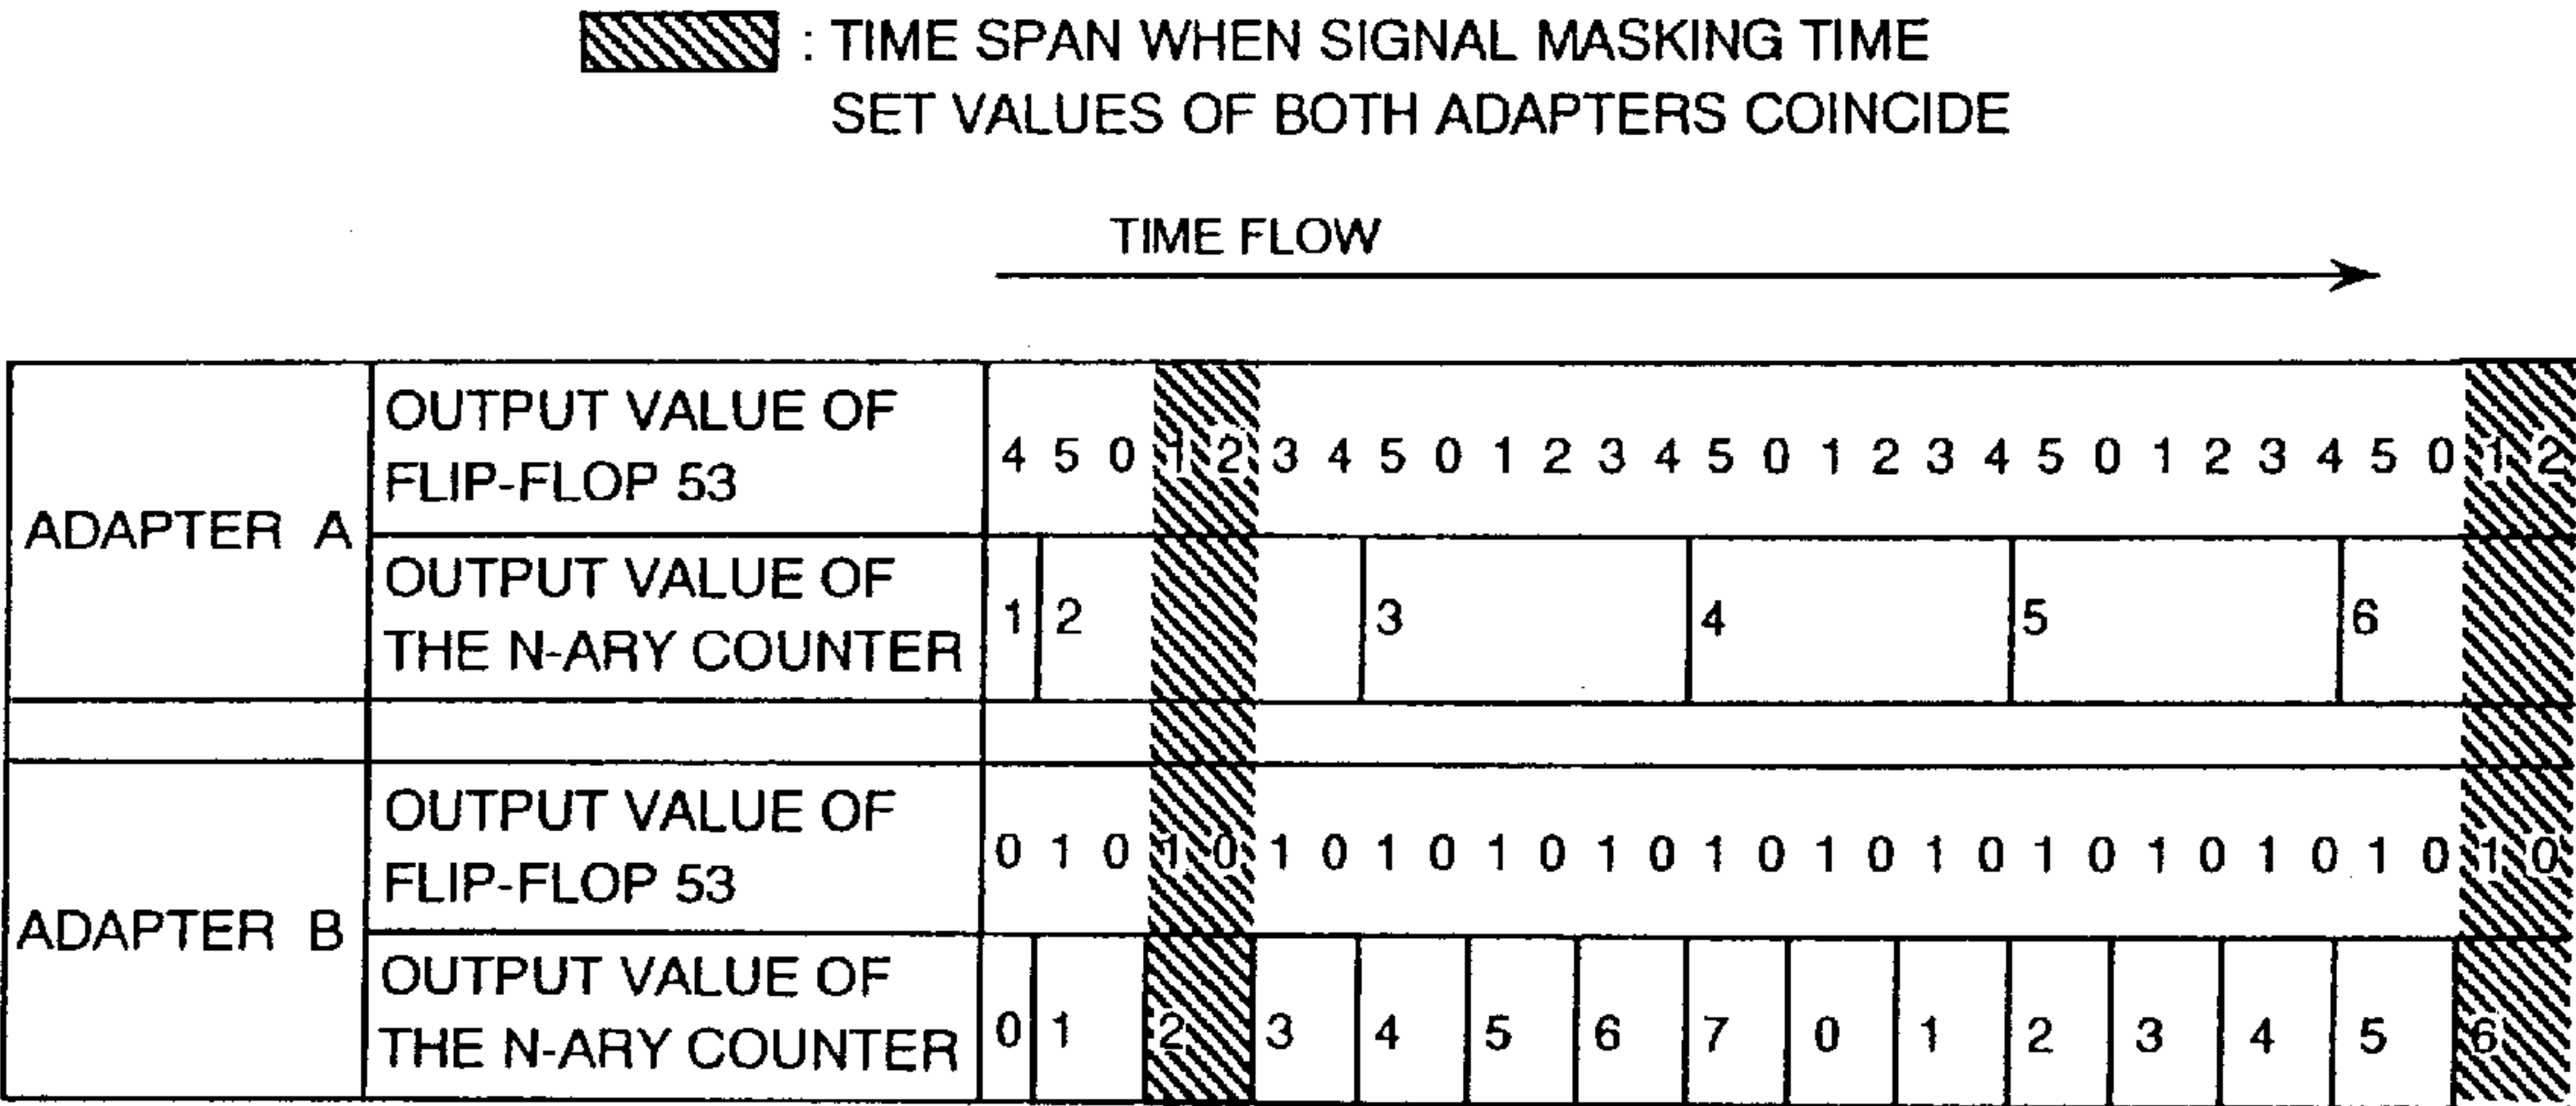 : TIME SPAN WHEN SIGNAL MASKING TIME
SET VALUES OF BOTH ADAPTERS COINCIDE
TIME FLOW
ADAPTER A
OUTPUT VALUE OF
FLIP-FLOP 53
4 5 0 1 2 3 4 5 0 1 2 3 4 5 0 1 2 3 4 5 0 1 2 3 4 5 0 1 2
OUTPUT VALUE OF
THE N-ARY COUNTER
1 2 3 4 5 6
ADAPTER B
OUTPUT VALUE OF
FLIP-FLOP 53
0 1 0 1 0 1 0 1 0 1 0 1 0 1 0 1 0 1 0 1 0 1 0 1 0 1 0 1 0
OUTPUT VALUE OF
THE N-ARY COUNTER
0 1 2 3 4 5 6 7 0 1 2 3 4 5 6